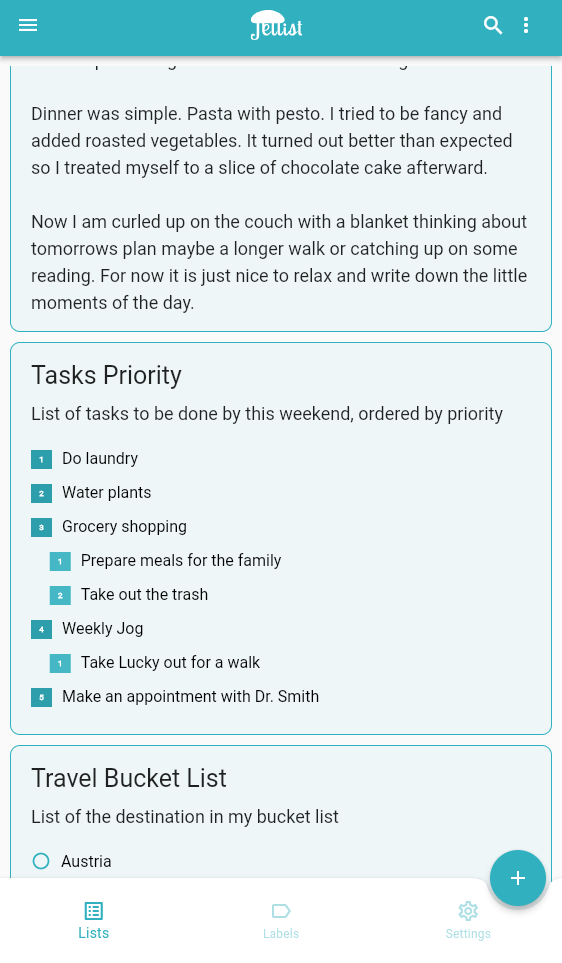 Jellist
Dinner was simple. Pasta with pesto. I tried to be fancy and
added roasted vegetables. It turned out better than expected
so I treated myself to a slice of chocolate cake afterward.
Now I am curled up on the couch with a blanket thinking about
tomorrows plan maybe a longer walk or catching up on some
reading. For now it is just nice to relax and write down the little
moments of the day.
Tasks Priority
List of tasks to be done by this weekend, ordered by priority
1 Do laundry
2 Water plants
3 Grocery shopping
1 Prepare meals for the family
2 Take out the trash
4 Weekly Jog
1 Take Lucky out for a walk
5 Make an appointment with Dr. Smith
Travel Bucket List
List of the destination in my bucket list
Austria
Lists Labels Settings